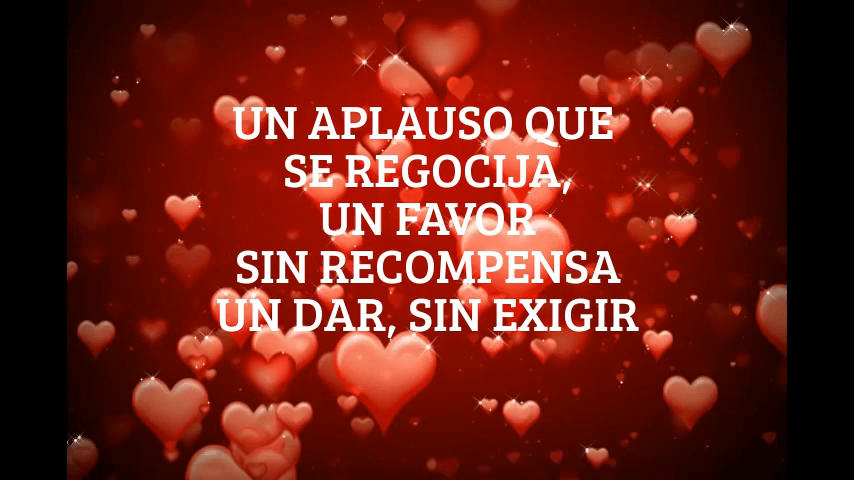 UN APLAUSO QUE
SE REGOCIJA,
UN FAVOR
SIN RECOMPENSA
UN DAR, SIN EXIGIR